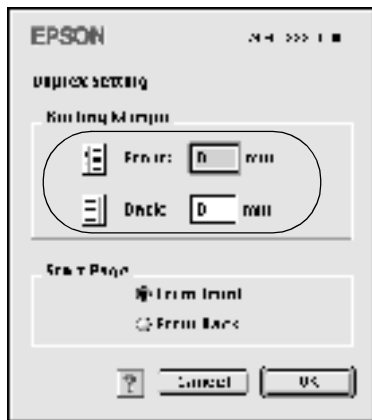 EPSON
Duplex Setting
Binding Margin
Front: 0 mm
Back: 0 mm
Start Page
From Front
From Back
? Cancel OK